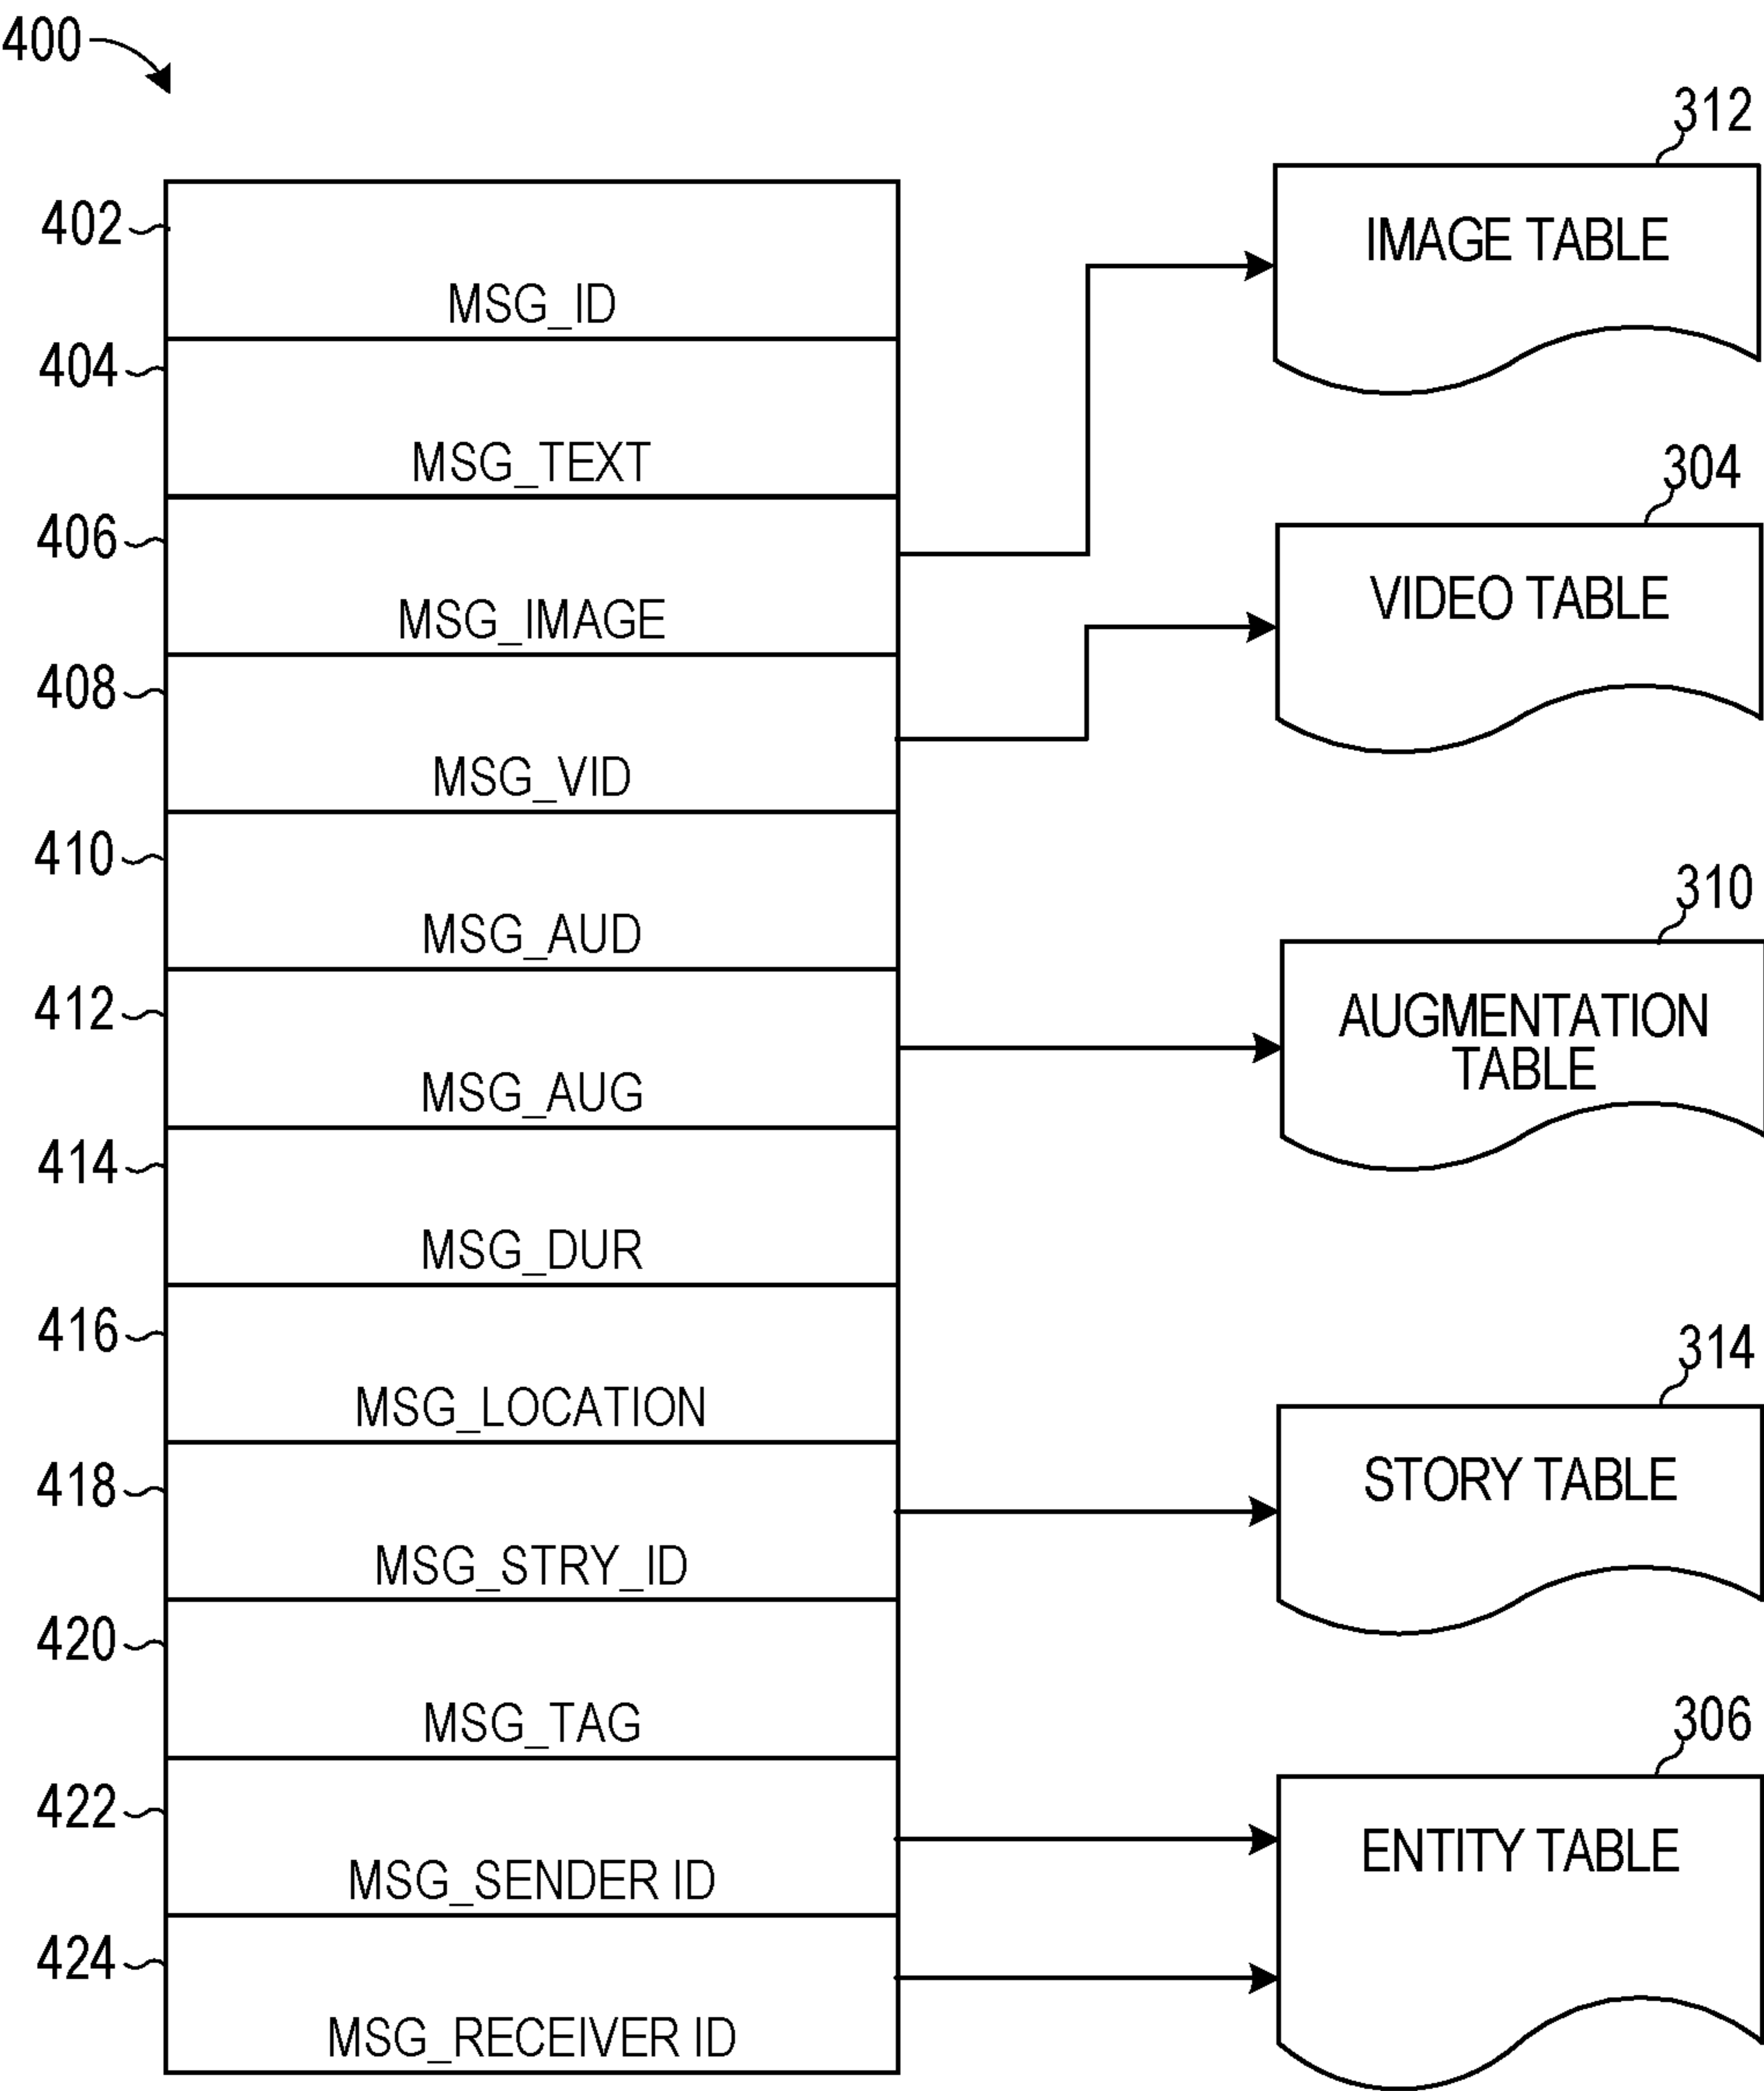 400
312
402
IMAGE TABLE
MSG_ID
404
MSG_TEXT
304
406
VIDEO TABLE
MSG_IMAGE
408
MSG_VID
410
310
MSG_AUD
412
AUGMENTATION
TABLE
MSG_AUG
414
MSG_DUR
416
314
MSG_LOCATION
418
STORY TABLE
MSG_STRY_ID
420
MSG_TAG
306
422
ENTITY TABLE
MSG_SENDER ID
424
MSG_RECEIVER ID